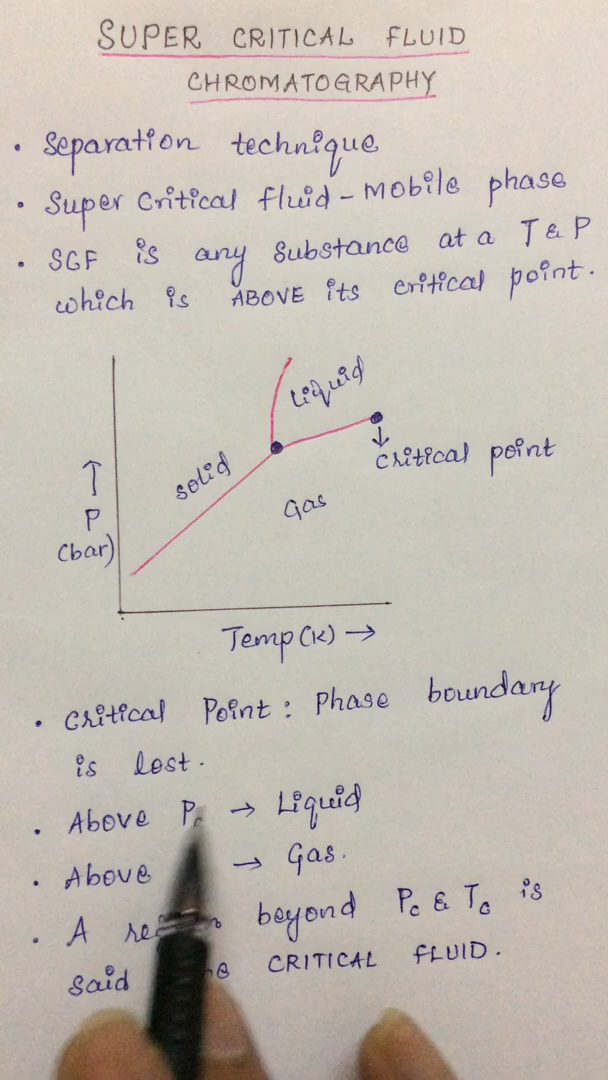 SUPER CRITICAL FLUID
CHROMATOGRAPHY
• Separation technique
• Super Critical fluid - Mobile phase
• SCF is any substance at a T & P
which is ABOVE its critical point.
Liquid
Solid
Critical point
Gas
↑
P
(bar)
Temp (K) →
• Critical Point : Phase boundary
is lost.
• Above Pc → Liquid
• Above → Gas.
• A beyond Pc & Tc is
said CRITICAL FLUID.